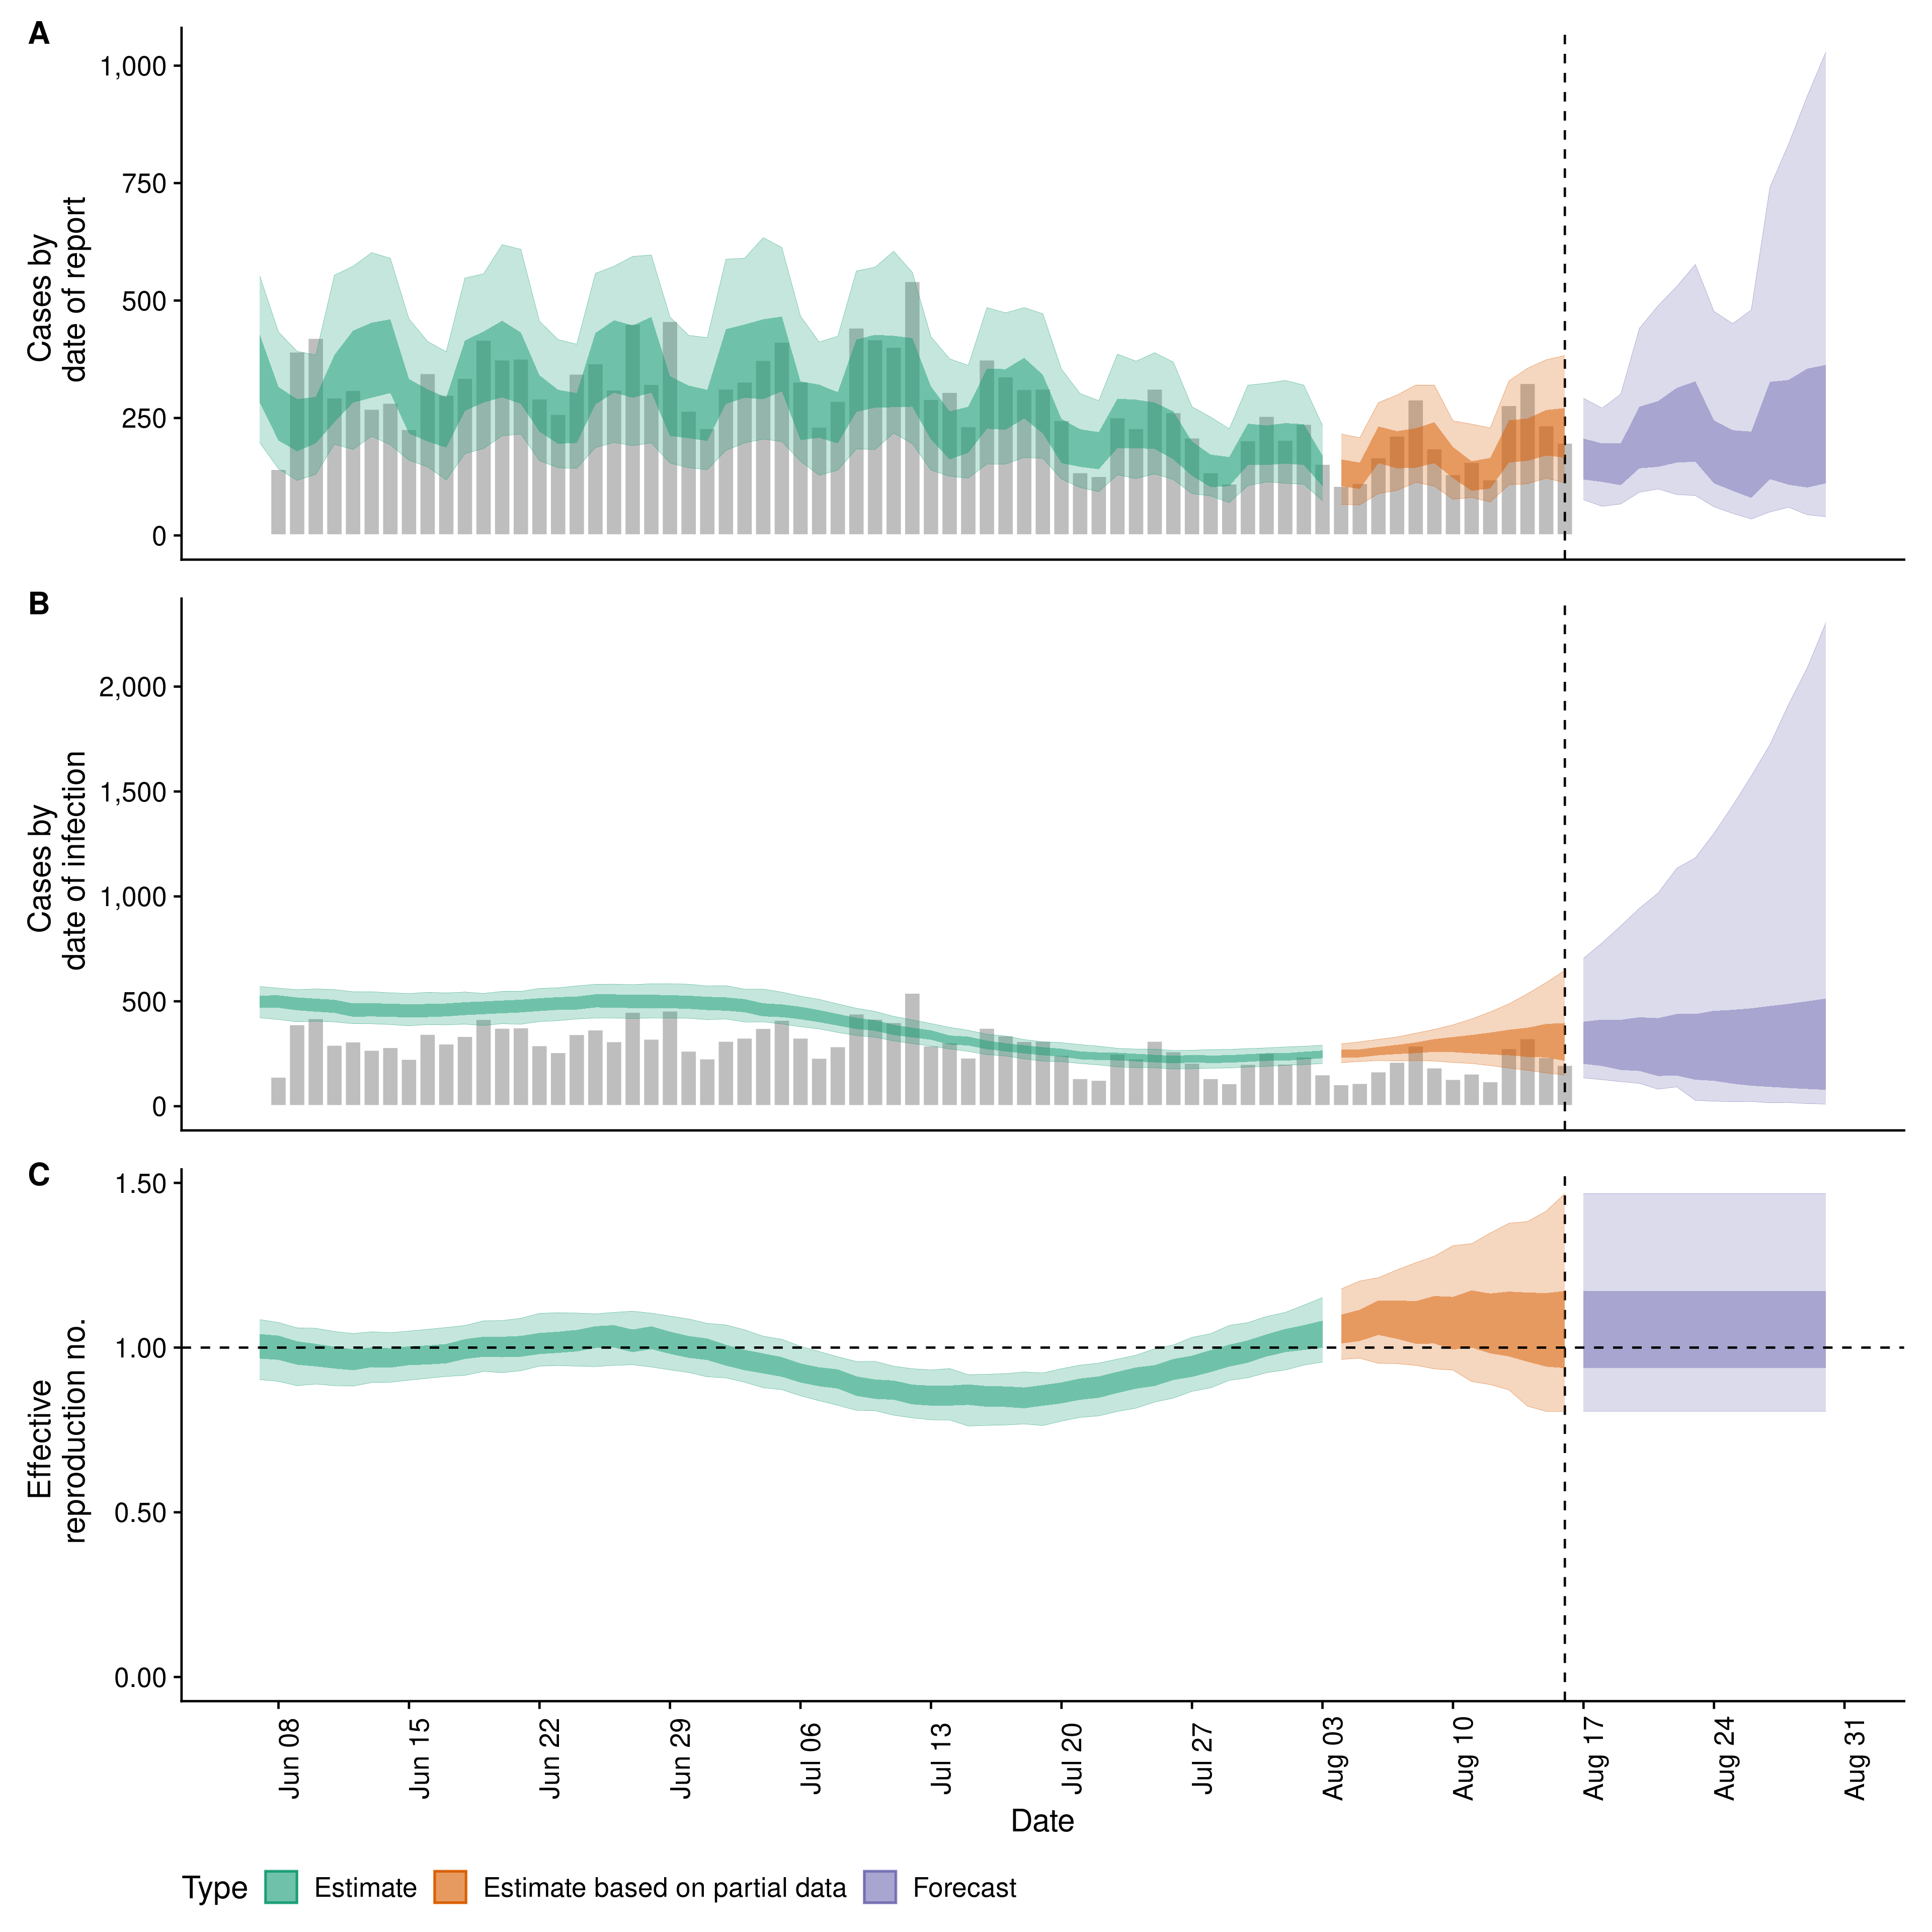 A
1,000
750
500
250
0
Cases by
date of report
B
2,000
1,500
1,000
500
0
Cases by
date of infection
C
1.50
1.00
0.50
0.00
Effective
reproduction no.
Jun 08
Jun 15
Jun 22
Jun 29
Jul 06
Jul 13
Jul 20
Jul 27
Aug 03
Aug 10
Aug 17
Aug 24
Aug 31
Date
Type Estimate Estimate based on partial data Forecast